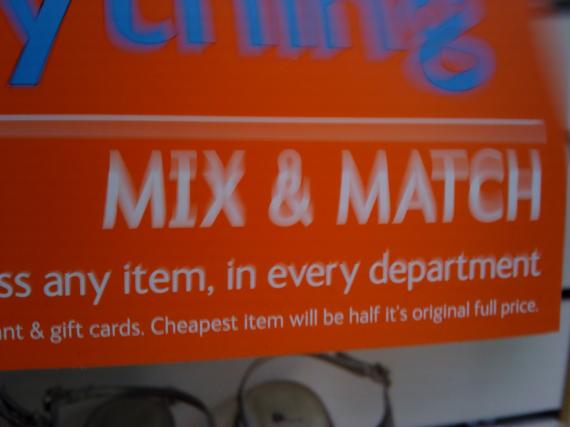 ything
MIX & MATCH
ss any item, in every department
nt & gift cards. Cheapest item will be half it's original full price.